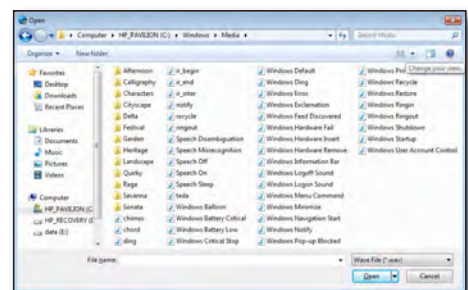 Open
Computer ▸ HP_PAVILION (C:) ▸ Windows ▸ Media ▸
Search Media
Organize ▾ New folder
Change your view.
Favorites
Desktop
Downloads
Recent Places
Libraries
Documents
Music
Pictures
Videos
Computer
HP_PAVILION (C
HP_RECOVERY (D
data (E:)
Afternoon
Calligraphy
Characters
Cityscape
Delta
Festival
Garden
Heritage
Landscape
Quirky
Raga
Savanna
Sonata
chimes
chord
ding
ir_begin
ir_end
ir_inter
notify
recycle
ringout
Speech Disambiguation
Speech Misrecognition
Speech Off
Speech On
Speech Sleep
tada
Windows Balloon
Windows Battery Critical
Windows Battery Low
Windows Critical Stop
Windows Default
Windows Ding
Windows Error
Windows Exclamation
Windows Feed Discovered
Windows Hardware Fail
Windows Hardware Insert
Windows Hardware Remove
Windows Information Bar
Windows Logoff Sound
Windows Logon Sound
Windows Menu Command
Windows Minimize
Windows Navigation Start
Windows Notify
Windows Pop-up Blocked
Windows Pri
Windows Recycle
Windows Restore
Windows Ringin
Windows Ringout
Windows Shutdown
Windows Startup
Windows User Account Control
File name:
Wave File (*.wav)
Open
Cancel